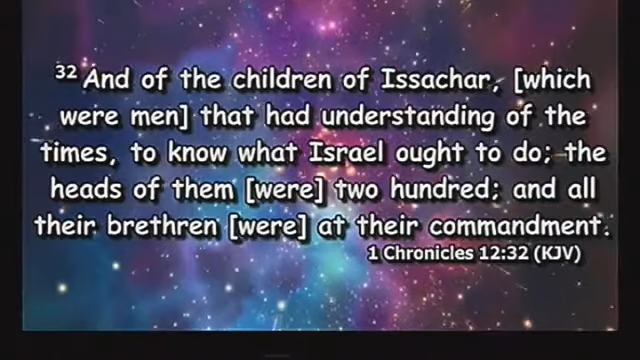 32 And of the children of Issachar, [which
were men] that had understanding of the
times, to know what Israel ought to do; the
heads of them [were] two hundred; and all
their brethren [were] at their commandment.
1 Chronicles 12:32 (KJV)